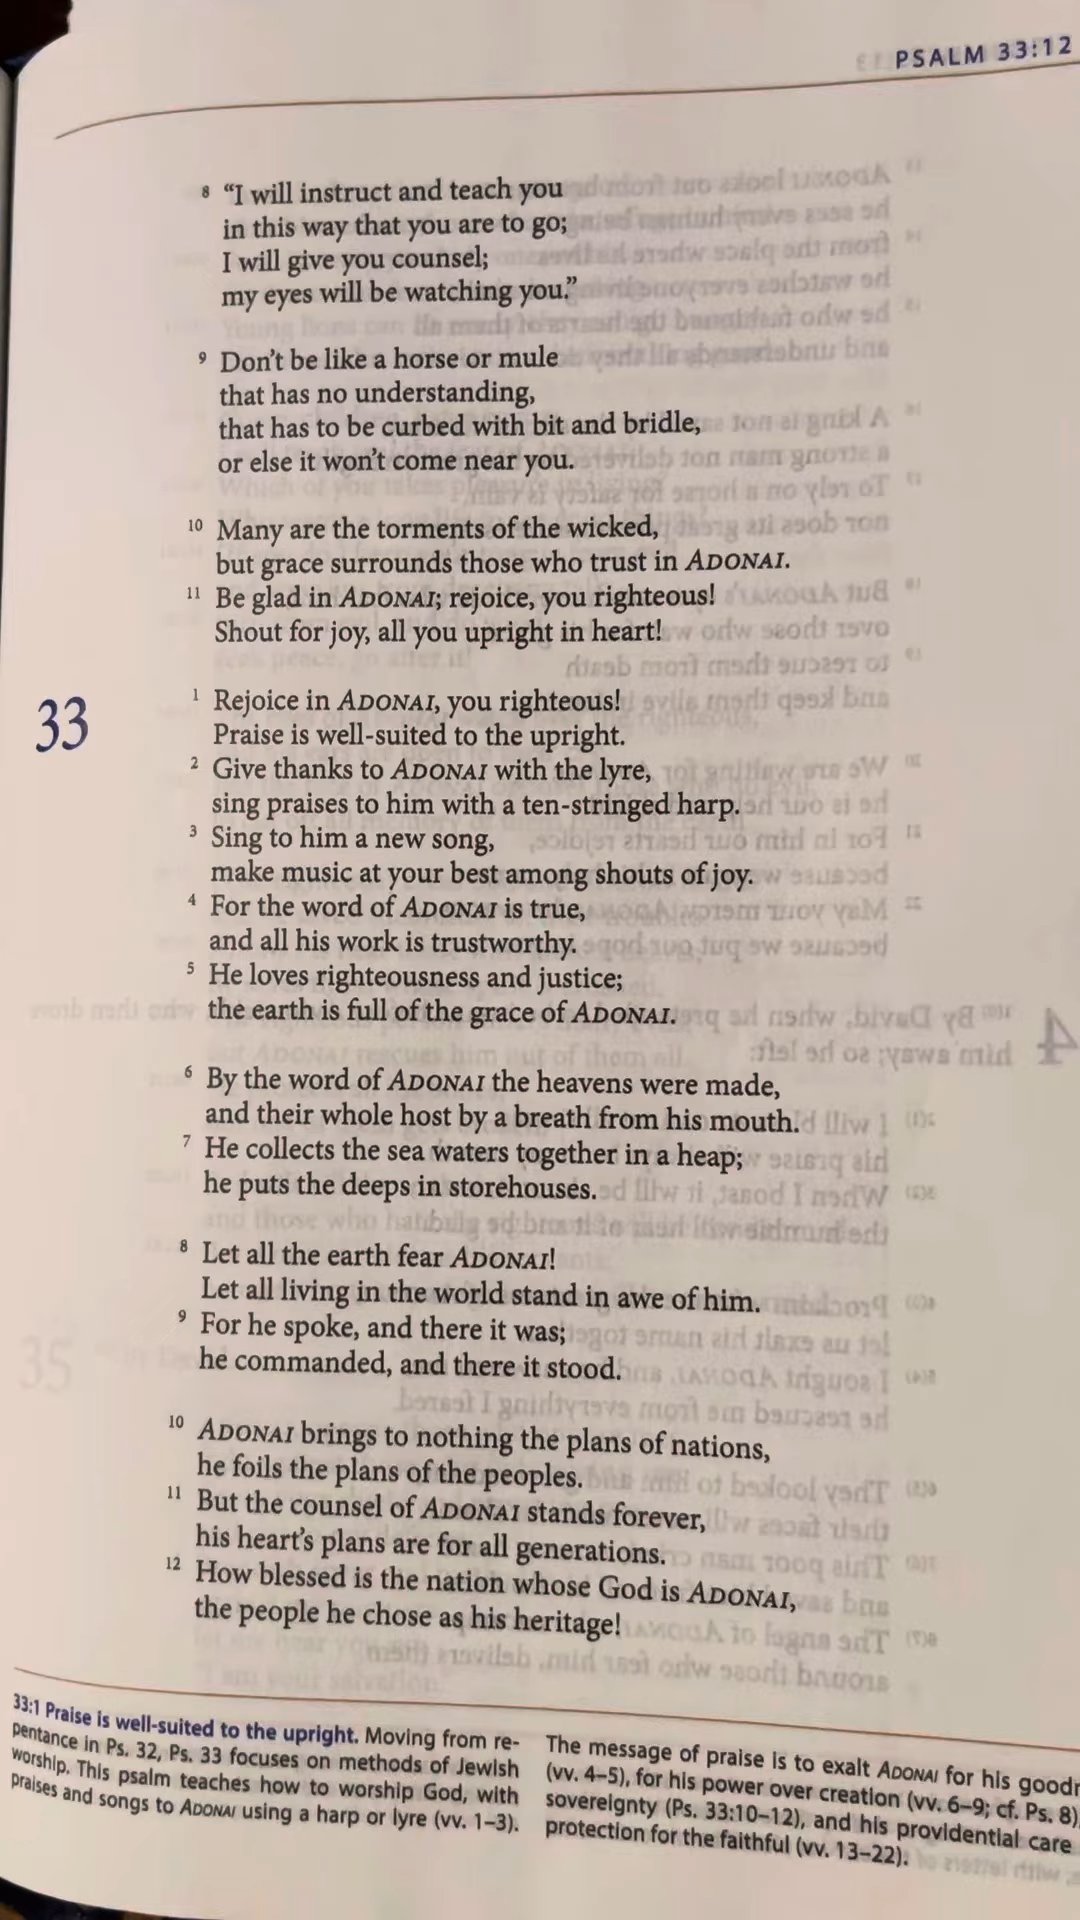 PSALM 33:12
8 “I will instruct and teach you
in this way that you are to go;
I will give you counsel;
my eyes will be watching you.”
9 Don’t be like a horse or mule
that has no understanding,
that has to be curbed with bit and bridle,
or else it won’t come near you.
10 Many are the torments of the wicked,
but grace surrounds those who trust in ADONAI.
11 Be glad in ADONAI; rejoice, you righteous!
Shout for joy, all you upright in heart!
33
1 Rejoice in ADONAI, you righteous!
Praise is well-suited to the upright.
2 Give thanks to ADONAI with the lyre,
sing praises to him with a ten-stringed harp.
3 Sing to him a new song,
make music at your best among shouts of joy.
4 For the word of ADONAI is true,
and all his work is trustworthy.
5 He loves righteousness and justice;
the earth is full of the grace of ADONAI.
6 By the word of ADONAI the heavens were made,
and their whole host by a breath from his mouth.
7 He collects the sea waters together in a heap;
he puts the deeps in storehouses.
8 Let all the earth fear ADONAI!
Let all living in the world stand in awe of him.
9 For he spoke, and there it was;
he commanded, and there it stood.
10 ADONAI brings to nothing the plans of nations,
he foils the plans of the peoples.
11 But the counsel of ADONAI stands forever,
his heart’s plans are for all generations.
12 How blessed is the nation whose God is ADONAI,
the people he chose as his heritage!
33:1 Praise is well-suited to the upright. Moving from re-
pentance in Ps. 32, Ps. 33 focuses on methods of Jewish
worship. This psalm teaches how to worship God, with
praises and songs to ADONAI using a harp or lyre (vv. 1–3).
The message of praise is to exalt ADONAI for his
(vv. 4–5), for his power over creation (vv. 6–9; cf. Ps. 8),
sovereignty (Ps. 33:10–12), and his providential care
protection for the faithful (vv. 13–22).